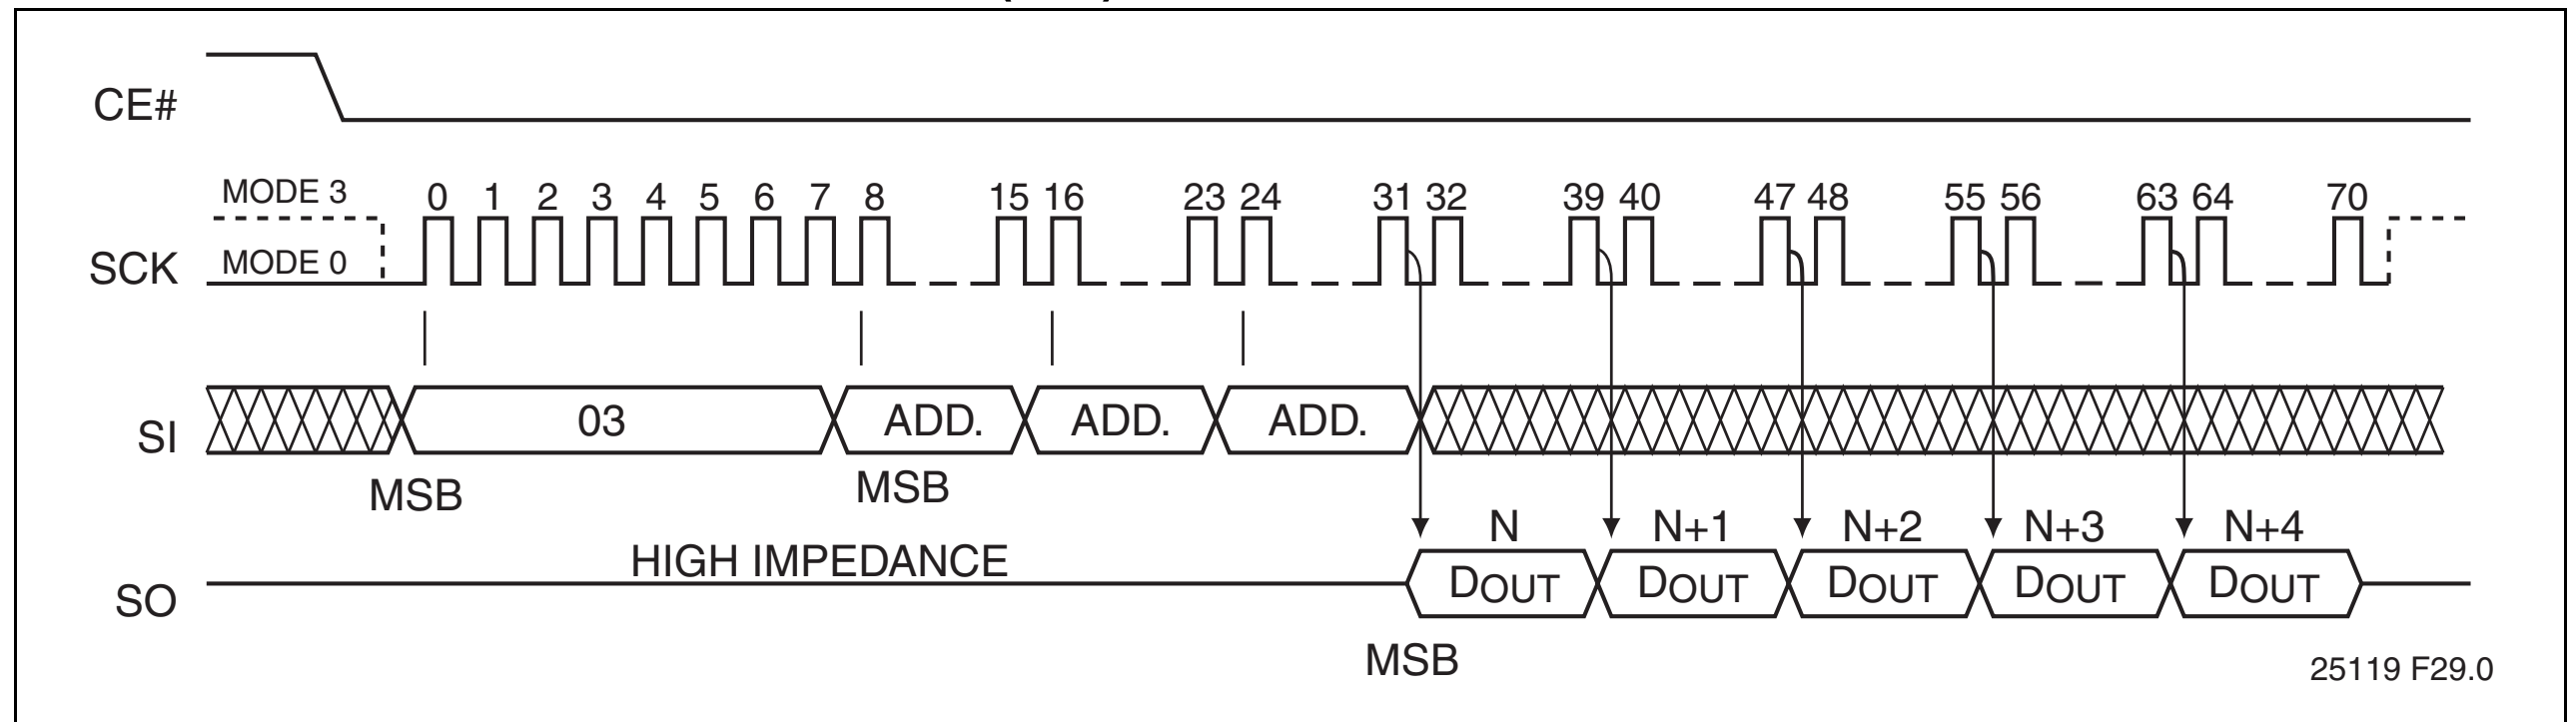 CE#
MODE 3
0 1 2 3 4 5 6 7 8 15 16 23 24 31 32 39 40 47 48 55 56 63 64 70
SCK
MODE 0
SI
03 ADD. ADD. ADD.
MSB MSB
N N+1 N+2 N+3 N+4
HIGH IMPEDANCE
SO
DOUT DOUT DOUT DOUT DOUT
MSB
25119 F29.0